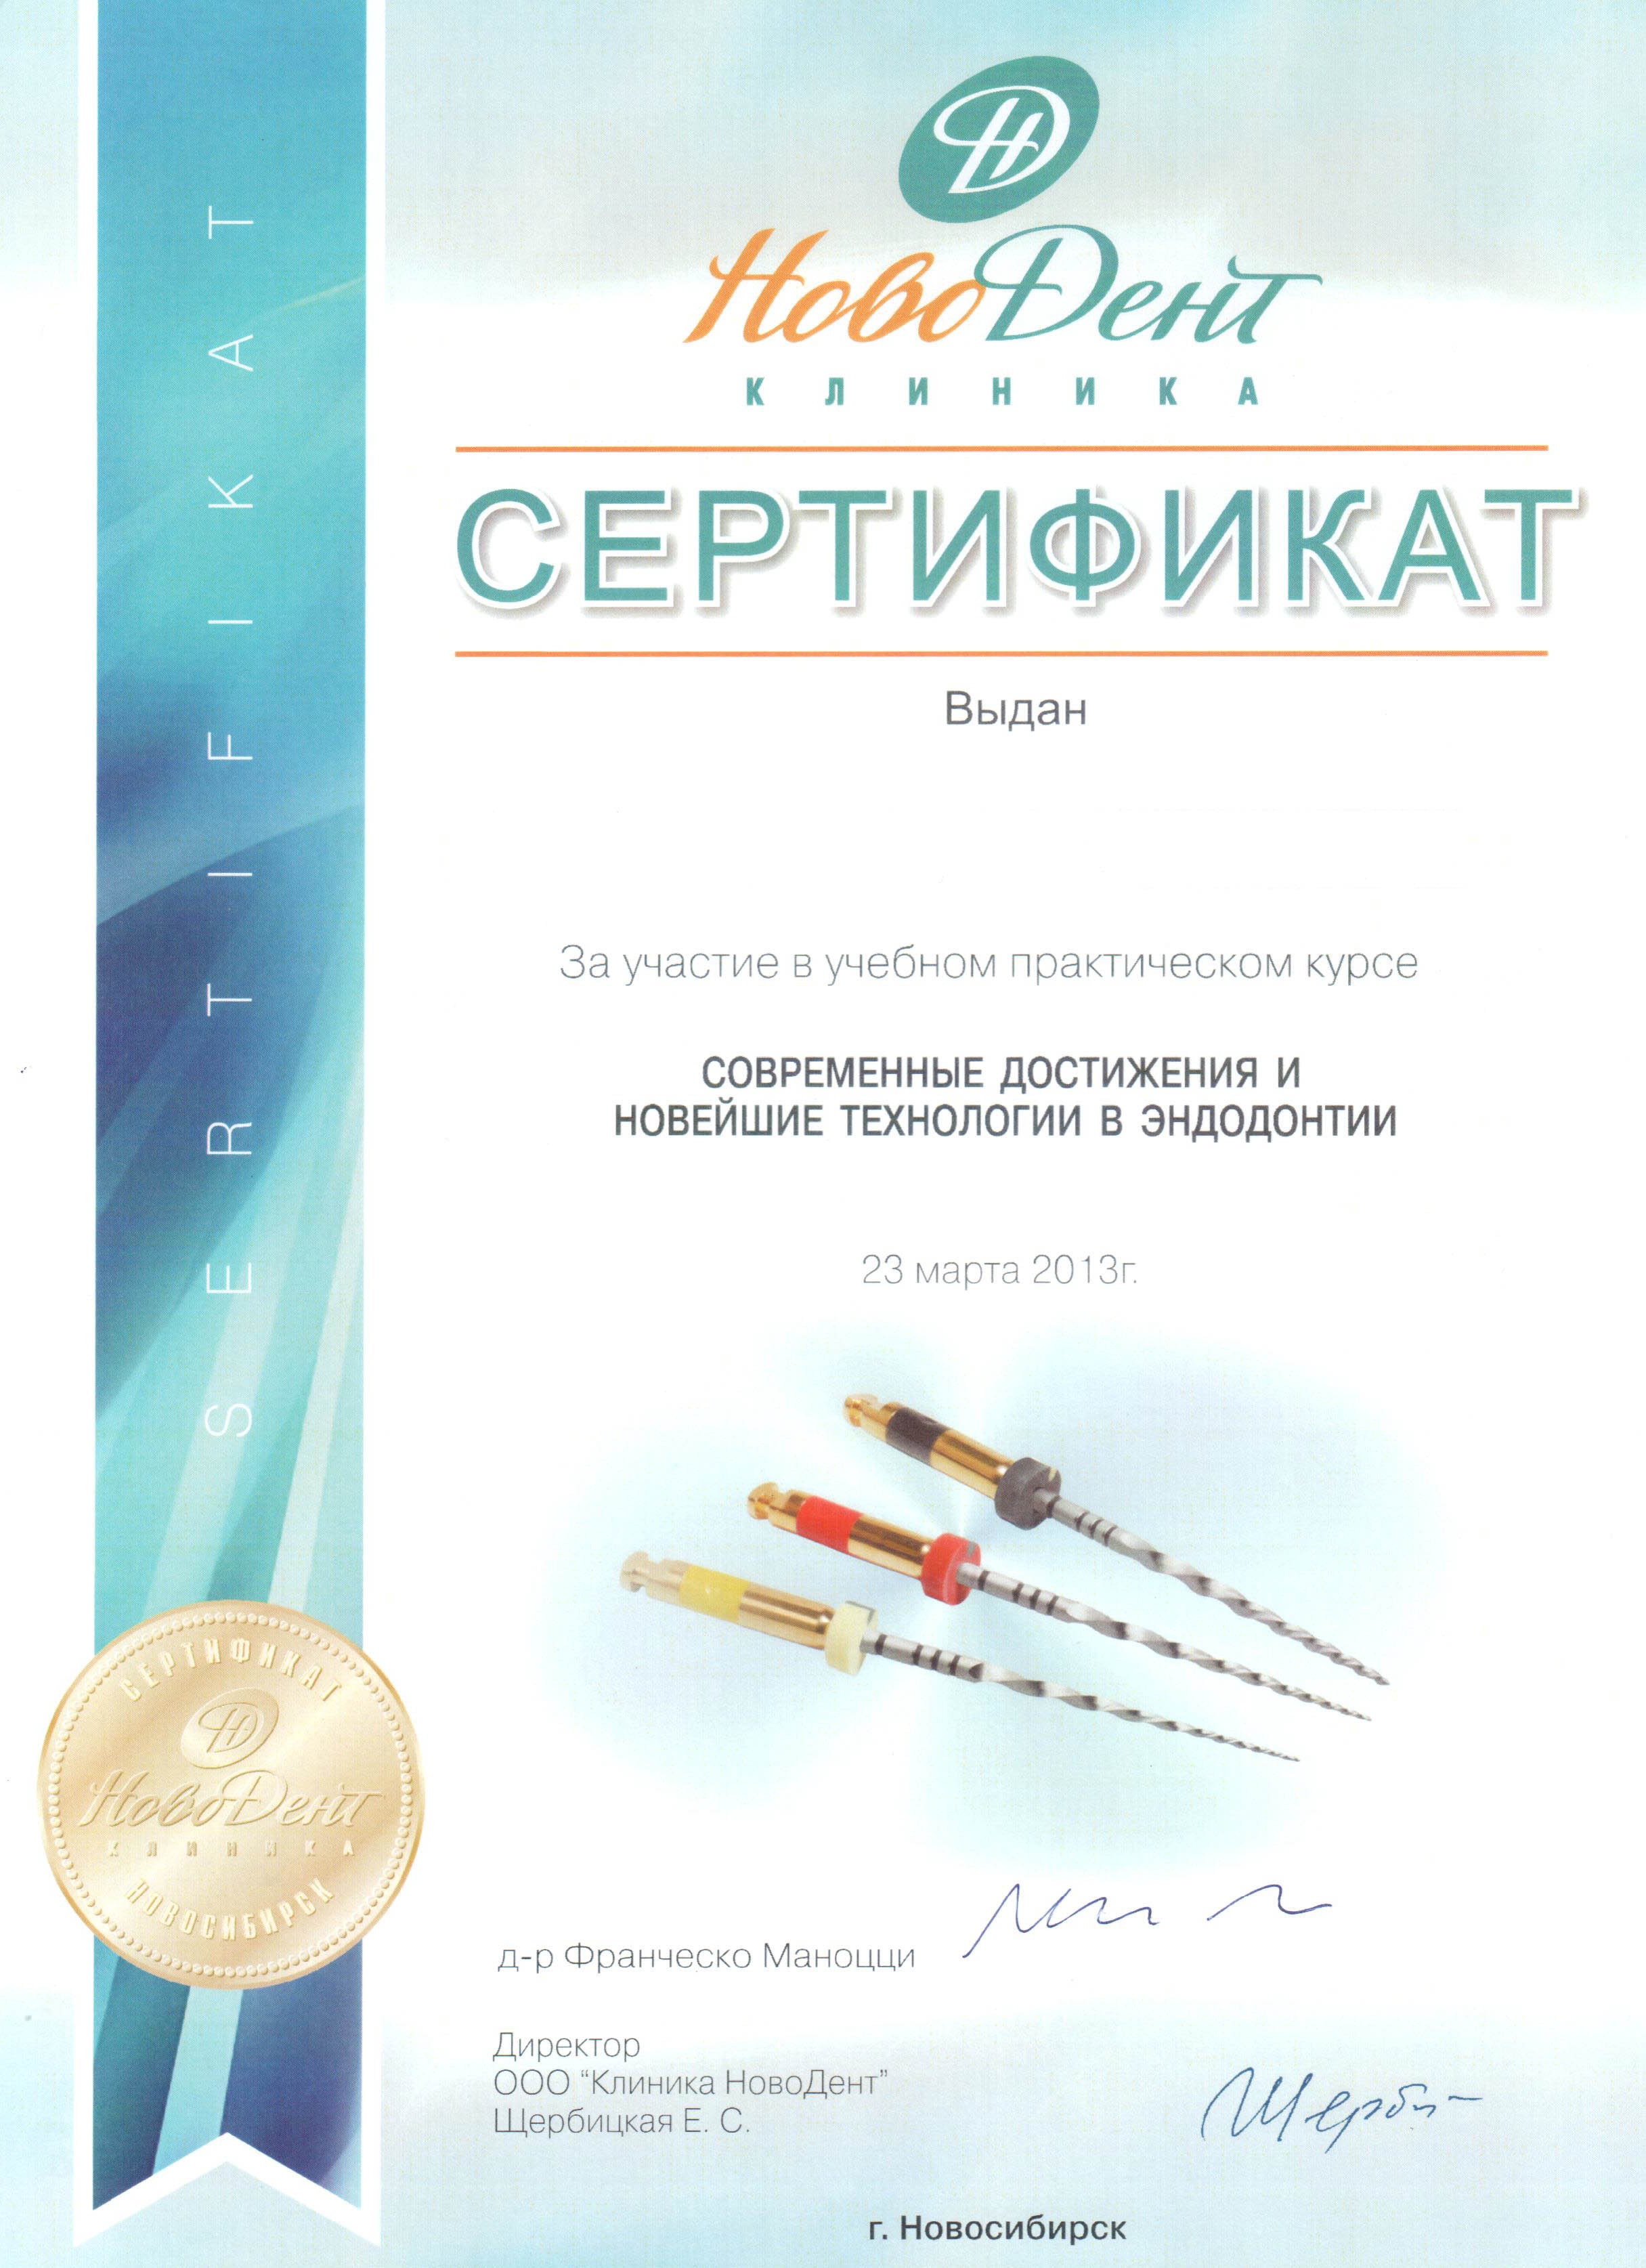 НовоДент
КЛИНИКА
СЕРТИФИКАТ
Выдан
За участие в учебном практическом курсе
СОВРЕМЕННЫЕ ДОСТИЖЕНИЯ И
НОВЕЙШИЕ ТЕХНОЛОГИИ В ЭНДОДОНТИИ
23 марта 2013г.
SERTIFIKAT
СЕРТИФИКАТ
НовоДент
КЛИНИКА
НОВОСИБИРСК
д-р Франческо Маноцци
Директор
ООО “Клиника НовоДент”
Щербицкая Е. С.
г. Новосибирск